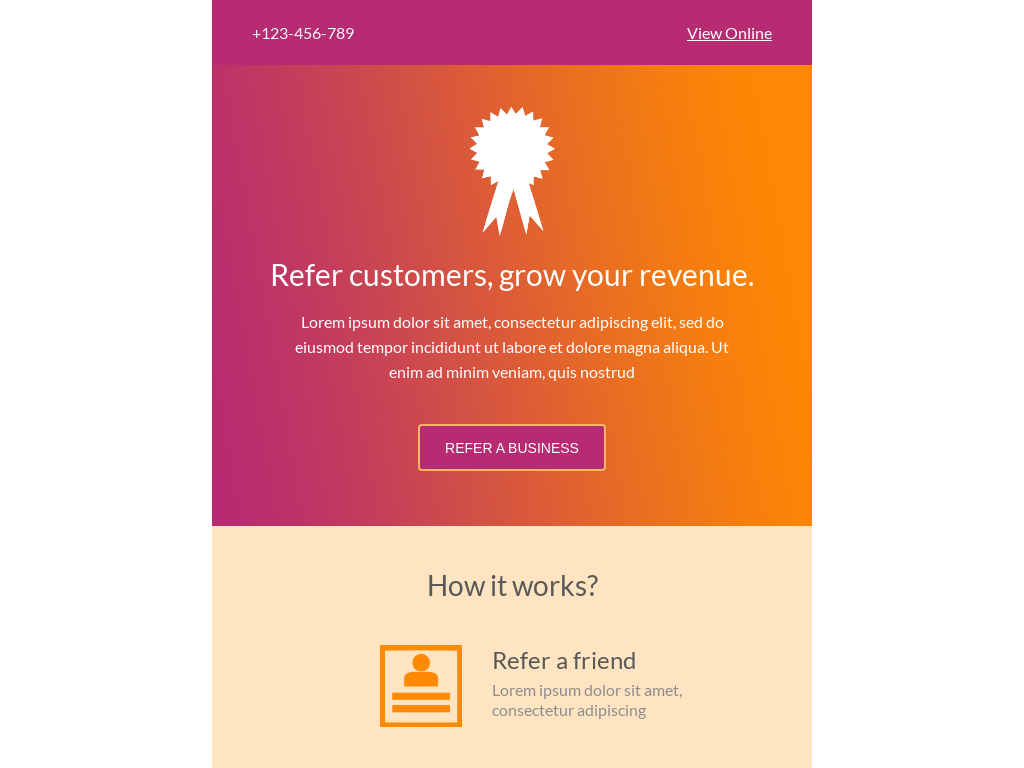 +123-456-789
View Online
Refer customers, grow your revenue.
Lorem ipsum dolor sit amet, consectetur adipiscing elit, sed do
eiusmod tempor incididunt ut labore et dolore magna aliqua. Ut
enim ad minim veniam, quis nostrud
REFER A BUSINESS
How it works?
Refer a friend
Lorem ipsum dolor sit amet,
consectetur adipiscing